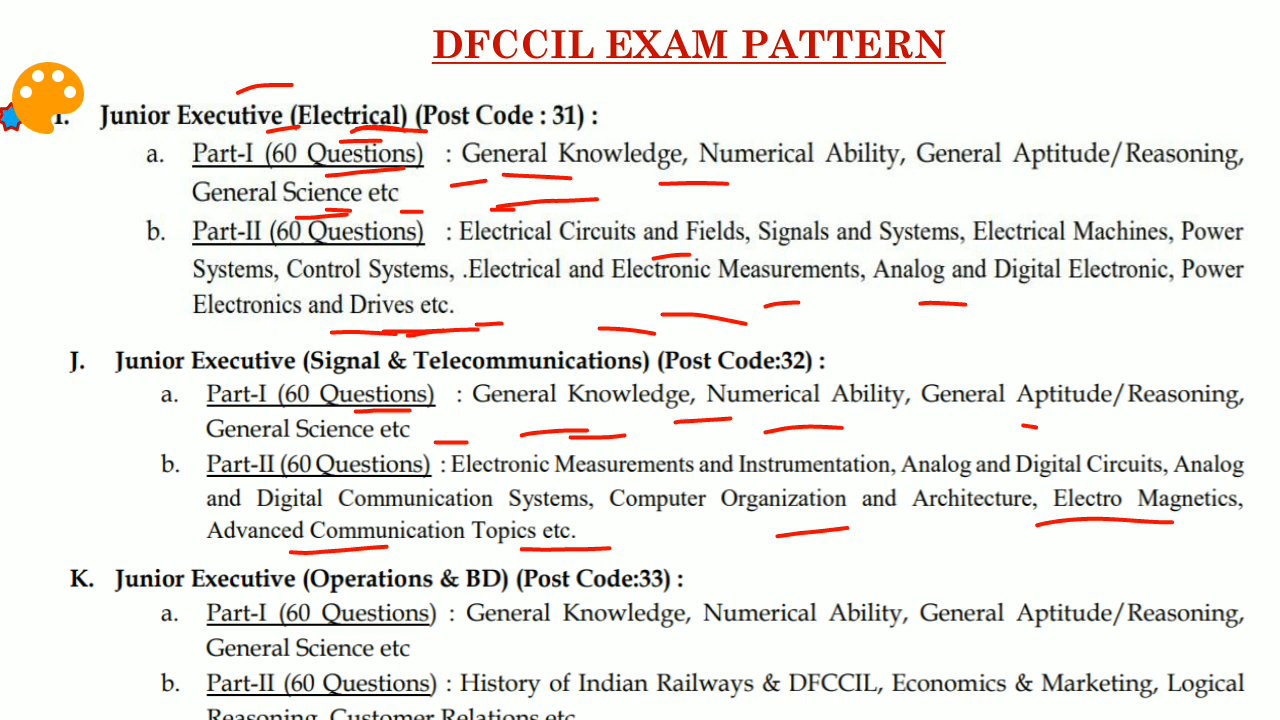 DFCCIL EXAM PATTERN
I. Junior Executive (Electrical) (Post Code : 31) :
a. Part-I (60 Questions) : General Knowledge, Numerical Ability, General Aptitude/Reasoning,
General Science etc
b. Part-II (60 Questions) : Electrical Circuits and Fields, Signals and Systems, Electrical Machines, Power
Systems, Control Systems, .Electrical and Electronic Measurements, Analog and Digital Electronic, Power
Electronics and Drives etc.
J. Junior Executive (Signal & Telecommunications) (Post Code:32) :
a. Part-I (60 Questions) : General Knowledge, Numerical Ability, General Aptitude/Reasoning,
General Science etc
b. Part-II (60 Questions) : Electronic Measurements and Instrumentation, Analog and Digital Circuits, Analog
and Digital Communication Systems, Computer Organization and Architecture, Electro Magnetics,
Advanced Communication Topics etc.
K. Junior Executive (Operations & BD) (Post Code:33) :
a. Part-I (60 Questions) : General Knowledge, Numerical Ability, General Aptitude/Reasoning,
General Science etc
b. Part-II (60 Questions) : History of Indian Railways & DFCCIL, Economics & Marketing, Logical
Reasoning, Customer Relations etc